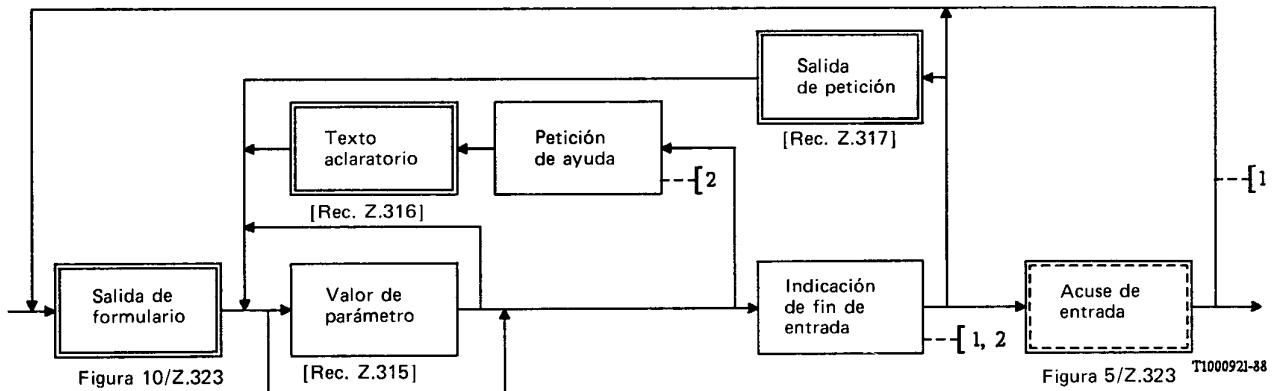 Salida
de petición
[Rec. Z.317]
Texto
aclaratorio
[Rec. Z.316]
Petición
de ayuda
2
1
Salida de
formulario
Figura 10/Z.323
Valor de
parámetro
[Rec. Z.315]
Indicación
de fin de
entrada
1, 2
Acuse de
entrada
Figura 5/Z.323
T1000921-88